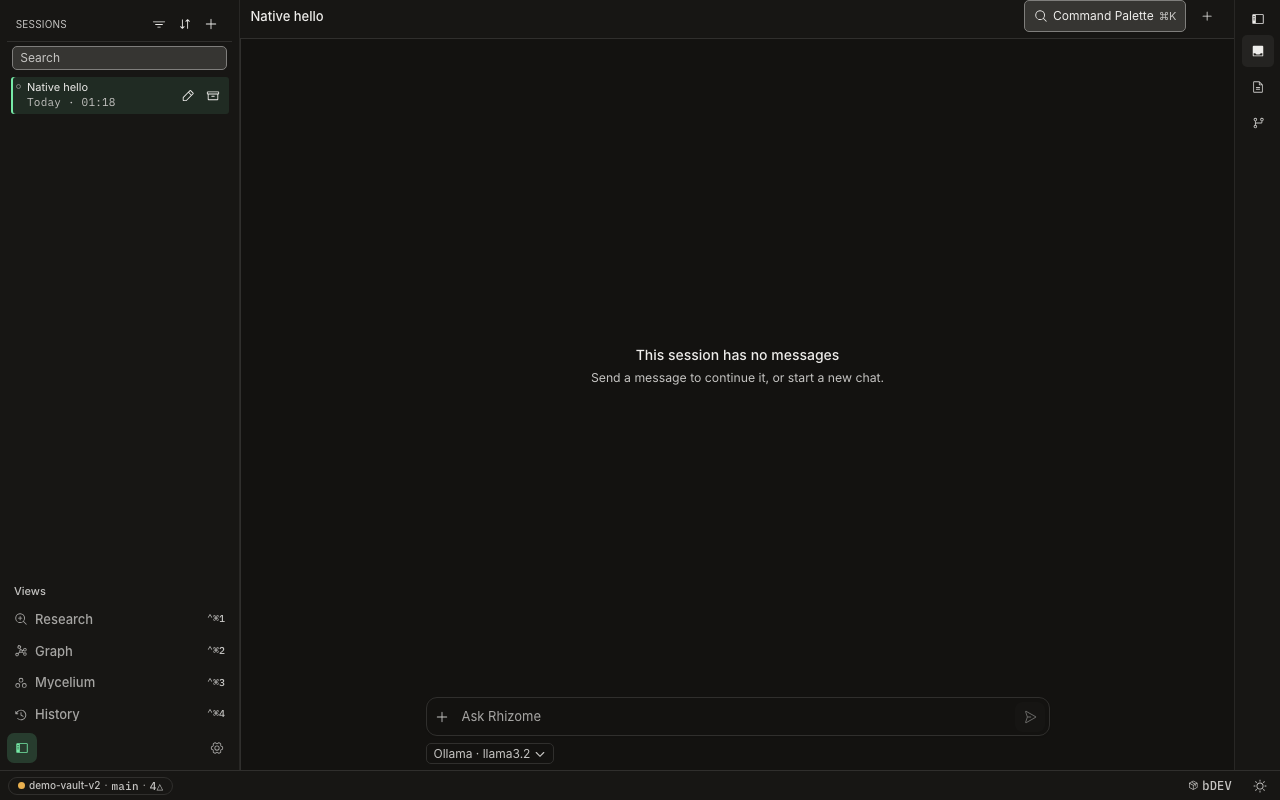 SESSIONS
Search
Native hello
Today · 01:18
Views
Research ^⌘1
Graph ^⌘2
Mycelium ^⌘3
History ^⌘4
Native hello
Command Palette ⌘K
This session has no messages
Send a message to continue it, or start a new chat.
Ask Rhizome
Ollama · llama3.2
demo-vault-v2 · main · 4△
bDEV